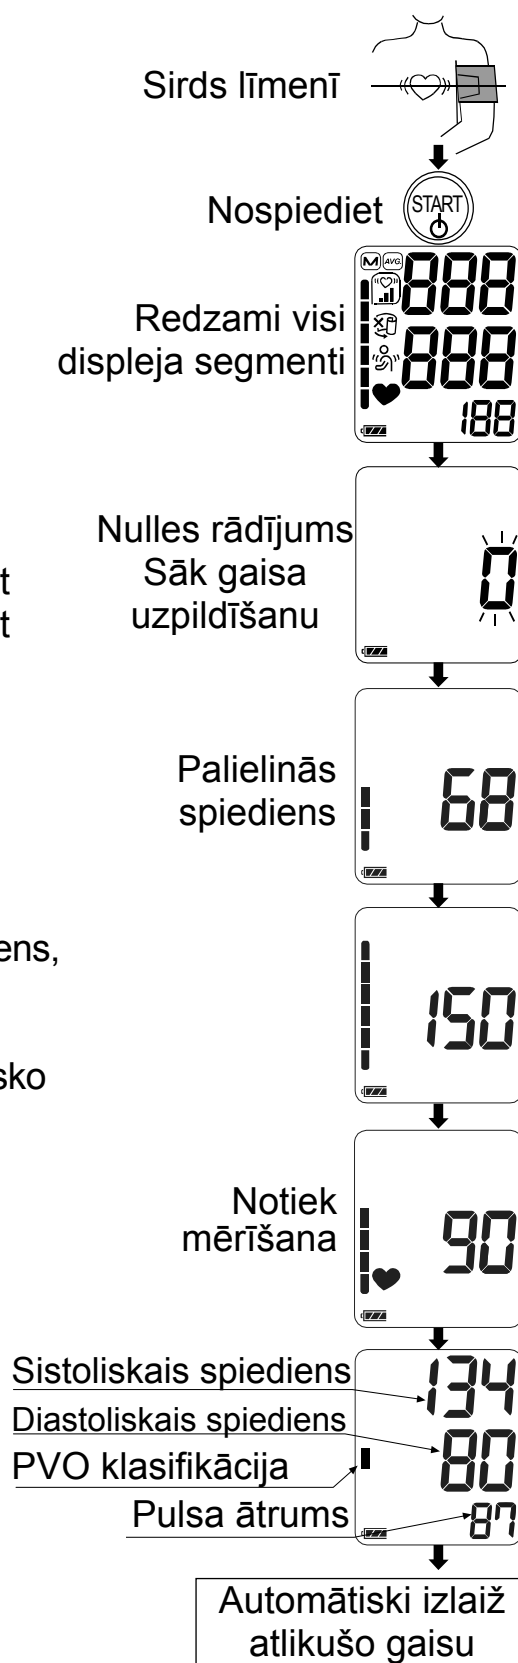 Sirds līmenī
Nospiediet
START
M AVG.
888
Redzami visi
displeja segmenti
888
188
Nulles rādījums
Sāk gaisa
uzpildīšanu
0
t
t
Palielinās
spiediens
68
ens,
150
sko
Notiek
mērīšana
90
Sistoliskais spiediens
134
Diastoliskais spiediens
80
PVO klasifikācija
Pulsa ātrums
87
Automātiski izlaiž
atlikušo gaisu